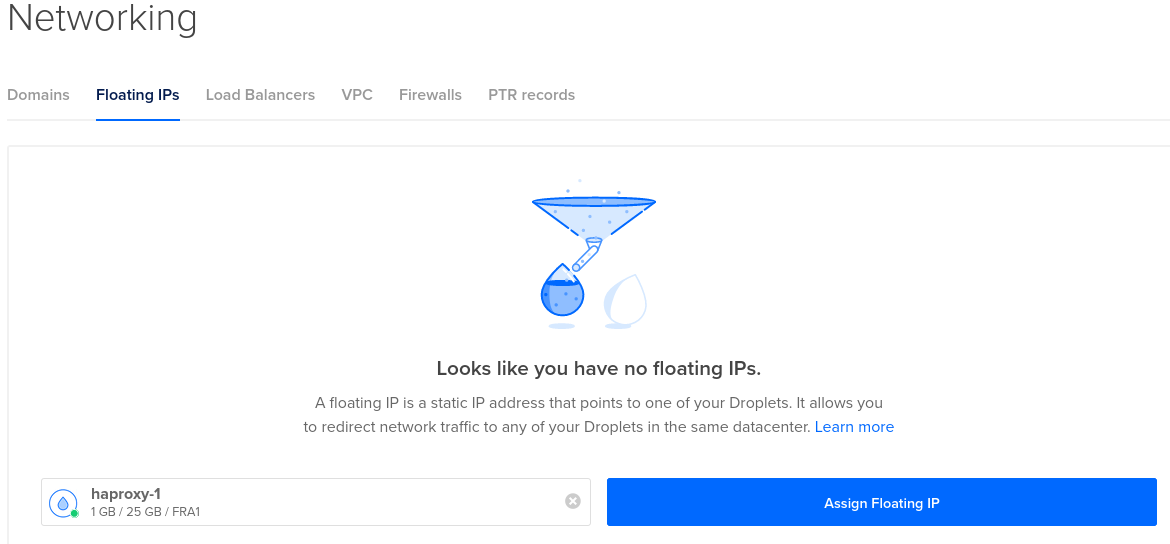 Networking
Domains Floating IPs Load Balancers VPC Firewalls PTR records
Looks like you have no floating IPs.
A floating IP is a static IP address that points to one of your Droplets. It allows you
to redirect network traffic to any of your Droplets in the same datacenter. Learn more
haproxy-1
1 GB / 25 GB / FRA1
Assign Floating IP